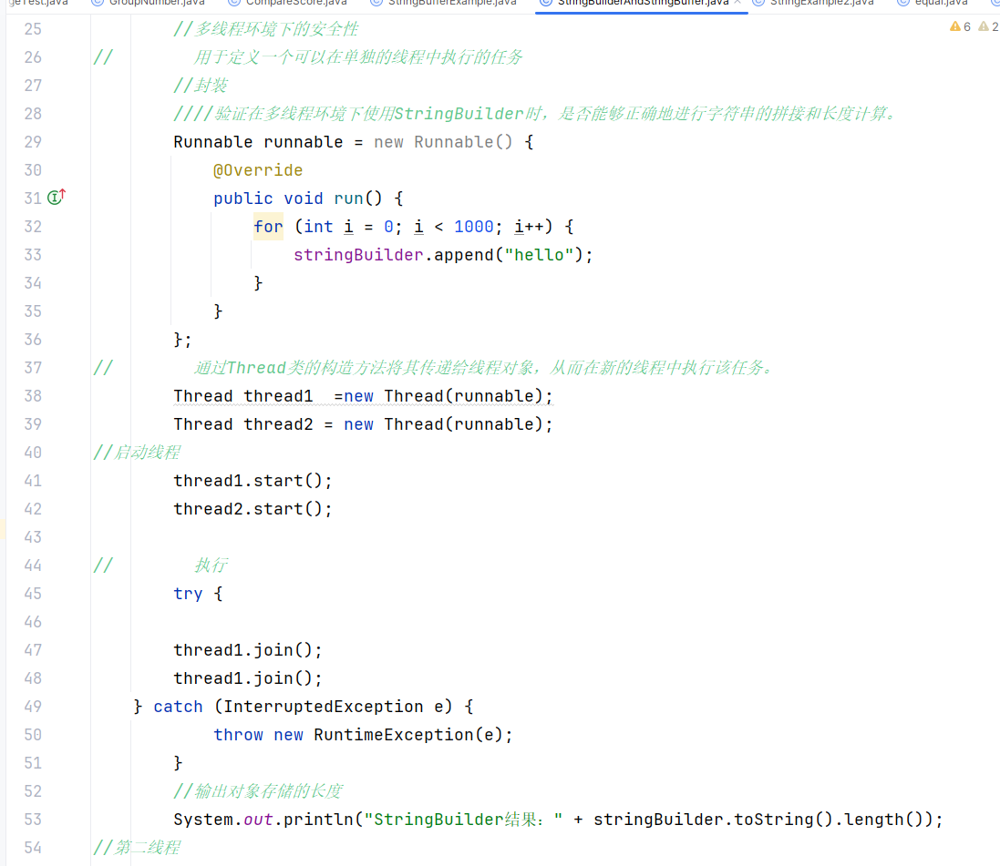 geTest.java GroupNumber.java CompareScore.java StringBufferExample.java StringBuilderAndStringBuffer.java StringExample2.java equal.java
6 2
25 //多线程环境下的安全性
26 // 用于定义一个可以在单独的线程中执行的任务
27 //封装
28 ////验证在多线程环境下使用StringBuilder时，是否能够正确地进行字符串的拼接和长度计算。
29 Runnable runnable = new Runnable() {
30 @Override
31 public void run() {
32 for (int i = 0; i < 1000; i++) {
33 stringBuilder.append("hello");
34 }
35 }
36 };
37 // 通过Thread类的构造方法将其传递给线程对象，从而在新的线程中执行该任务。
38 Thread thread1  =new Thread(runnable);
39 Thread thread2 = new Thread(runnable);
40 //启动线程
41 thread1.start();
42 thread2.start();
43
44 // 执行
45 try {
46
47 thread1.join();
48 thread1.join();
49 } catch (InterruptedException e) {
50 throw new RuntimeException(e);
51 }
52 //输出对象存储的长度
53 System.out.println("StringBuilder结果：" + stringBuilder.toString().length());
54 //第二线程